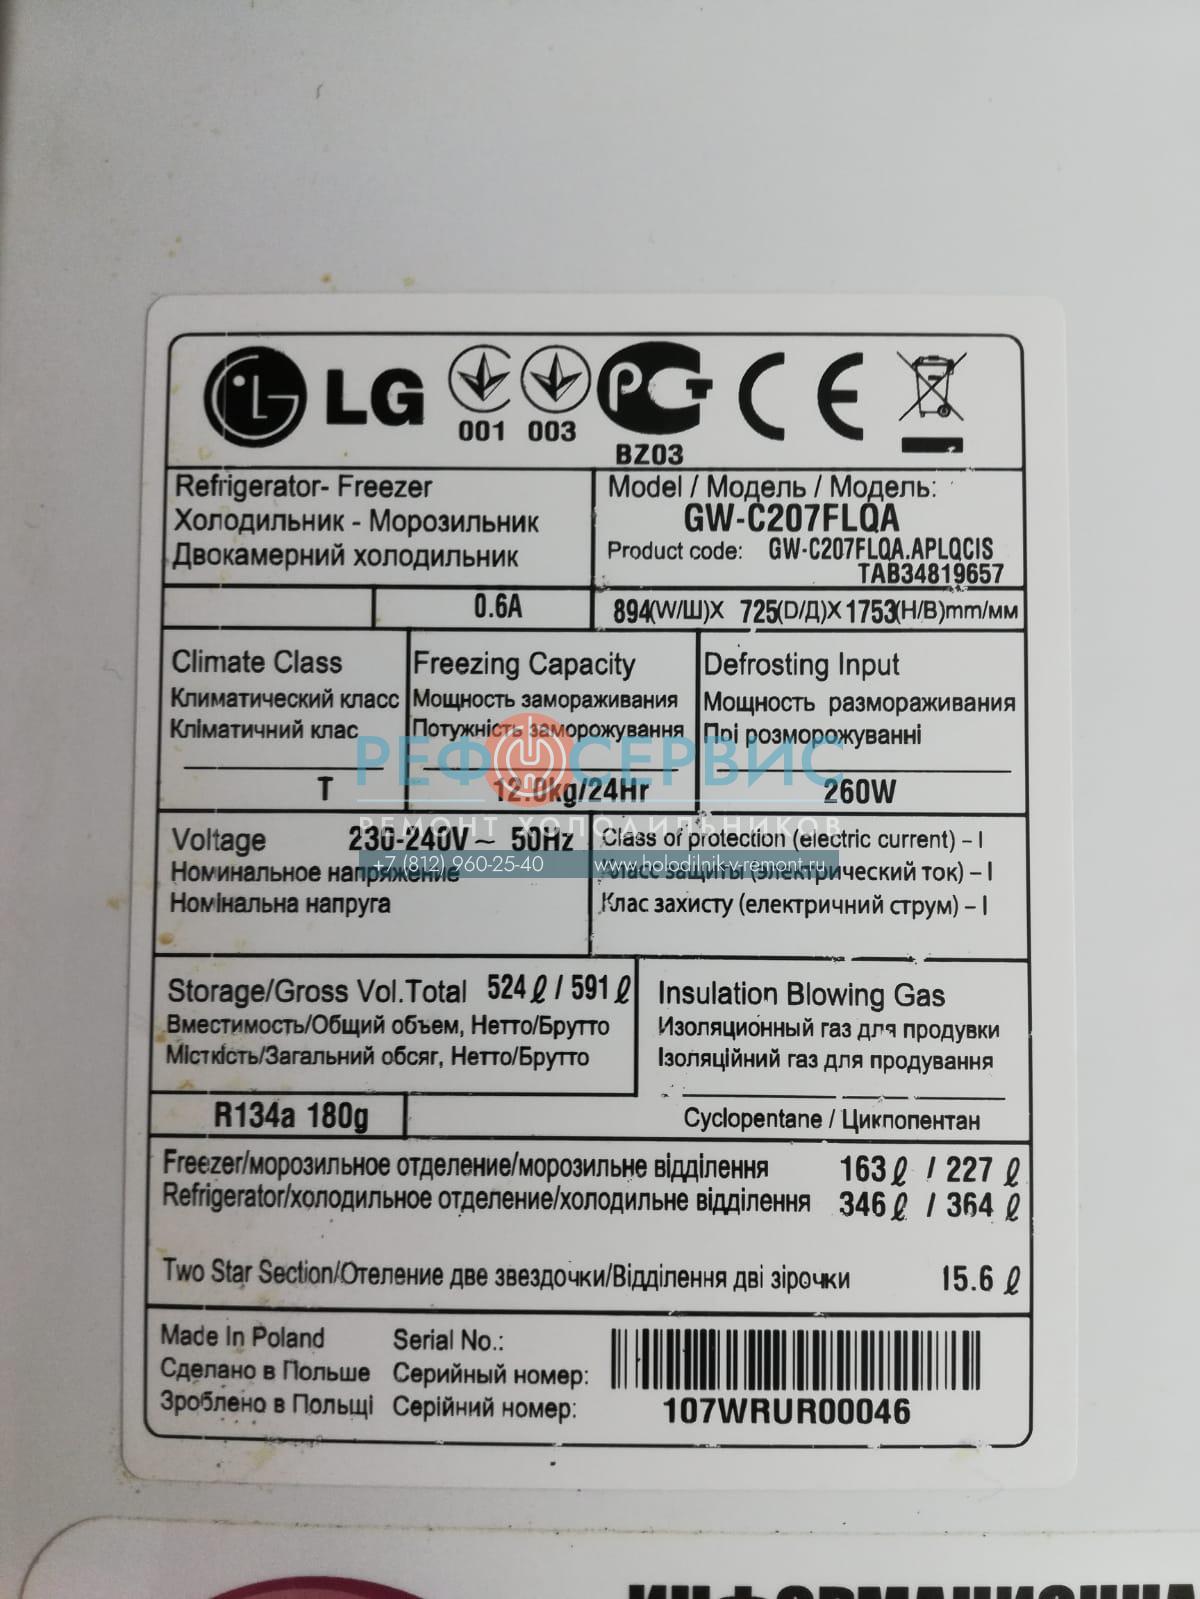 LG
001 003
BZ03
Refrigerator- Freezer
Холодильник - Морозильник
Двокамерний холодильник
Model / Модель / Модель:
GW-C207FLQA
Product code: GW-C207FLQA.APLQCIS
TAB34819657
0.6A
894(W/Ш)X 725(D/Д)X 1753(H/В)mm/мм
Climate Class
Климатический класс
Кліматичний клас
T
Freezing Capacity
Мощность замораживания
Потужність заморожування
12.0kg/24Hr
Defrosting Input
Мощность размораживания
Прі розморожуванні
260W
РЕФ СЕРВИС
РЕМОНТ ХОЛОДИЛЬНИКОВ
+7 (812) 960-25-40 www.holodilnik-v-remont.ru
Voltage 230-240V~ 50Hz
Номинальное напряжение
Номінальна напруга
Class of protection (electric current) – I
Класс защиты (электрический ток) – I
Клас захисту (електричний струм) – I
Storage/Gross Vol.Total 524 ℓ / 591 ℓ
Вместимость/Общий объем, Нетто/Брутто
Місткість/Загальний обсяг, Нетто/Брутто
Insulation Blowing Gas
Изоляционный газ для продувки
Ізоляційний газ для продування
Cyclopentane / Циклопентан
R134a 180g
Freezer/морозильное отделение/морозильне відділення 163 ℓ / 227 ℓ
Refrigerator/холодильное отделение/холодильне відділення 346 ℓ / 364 ℓ
Two Star Section/Отеление две звездочки/Відділення дві зірочки 15.6 ℓ
Made In Poland
Сделано в Польше
Зроблено в Польщі
Serial No.:
Серийный номер:
Серійний номер:
107WRUR00046